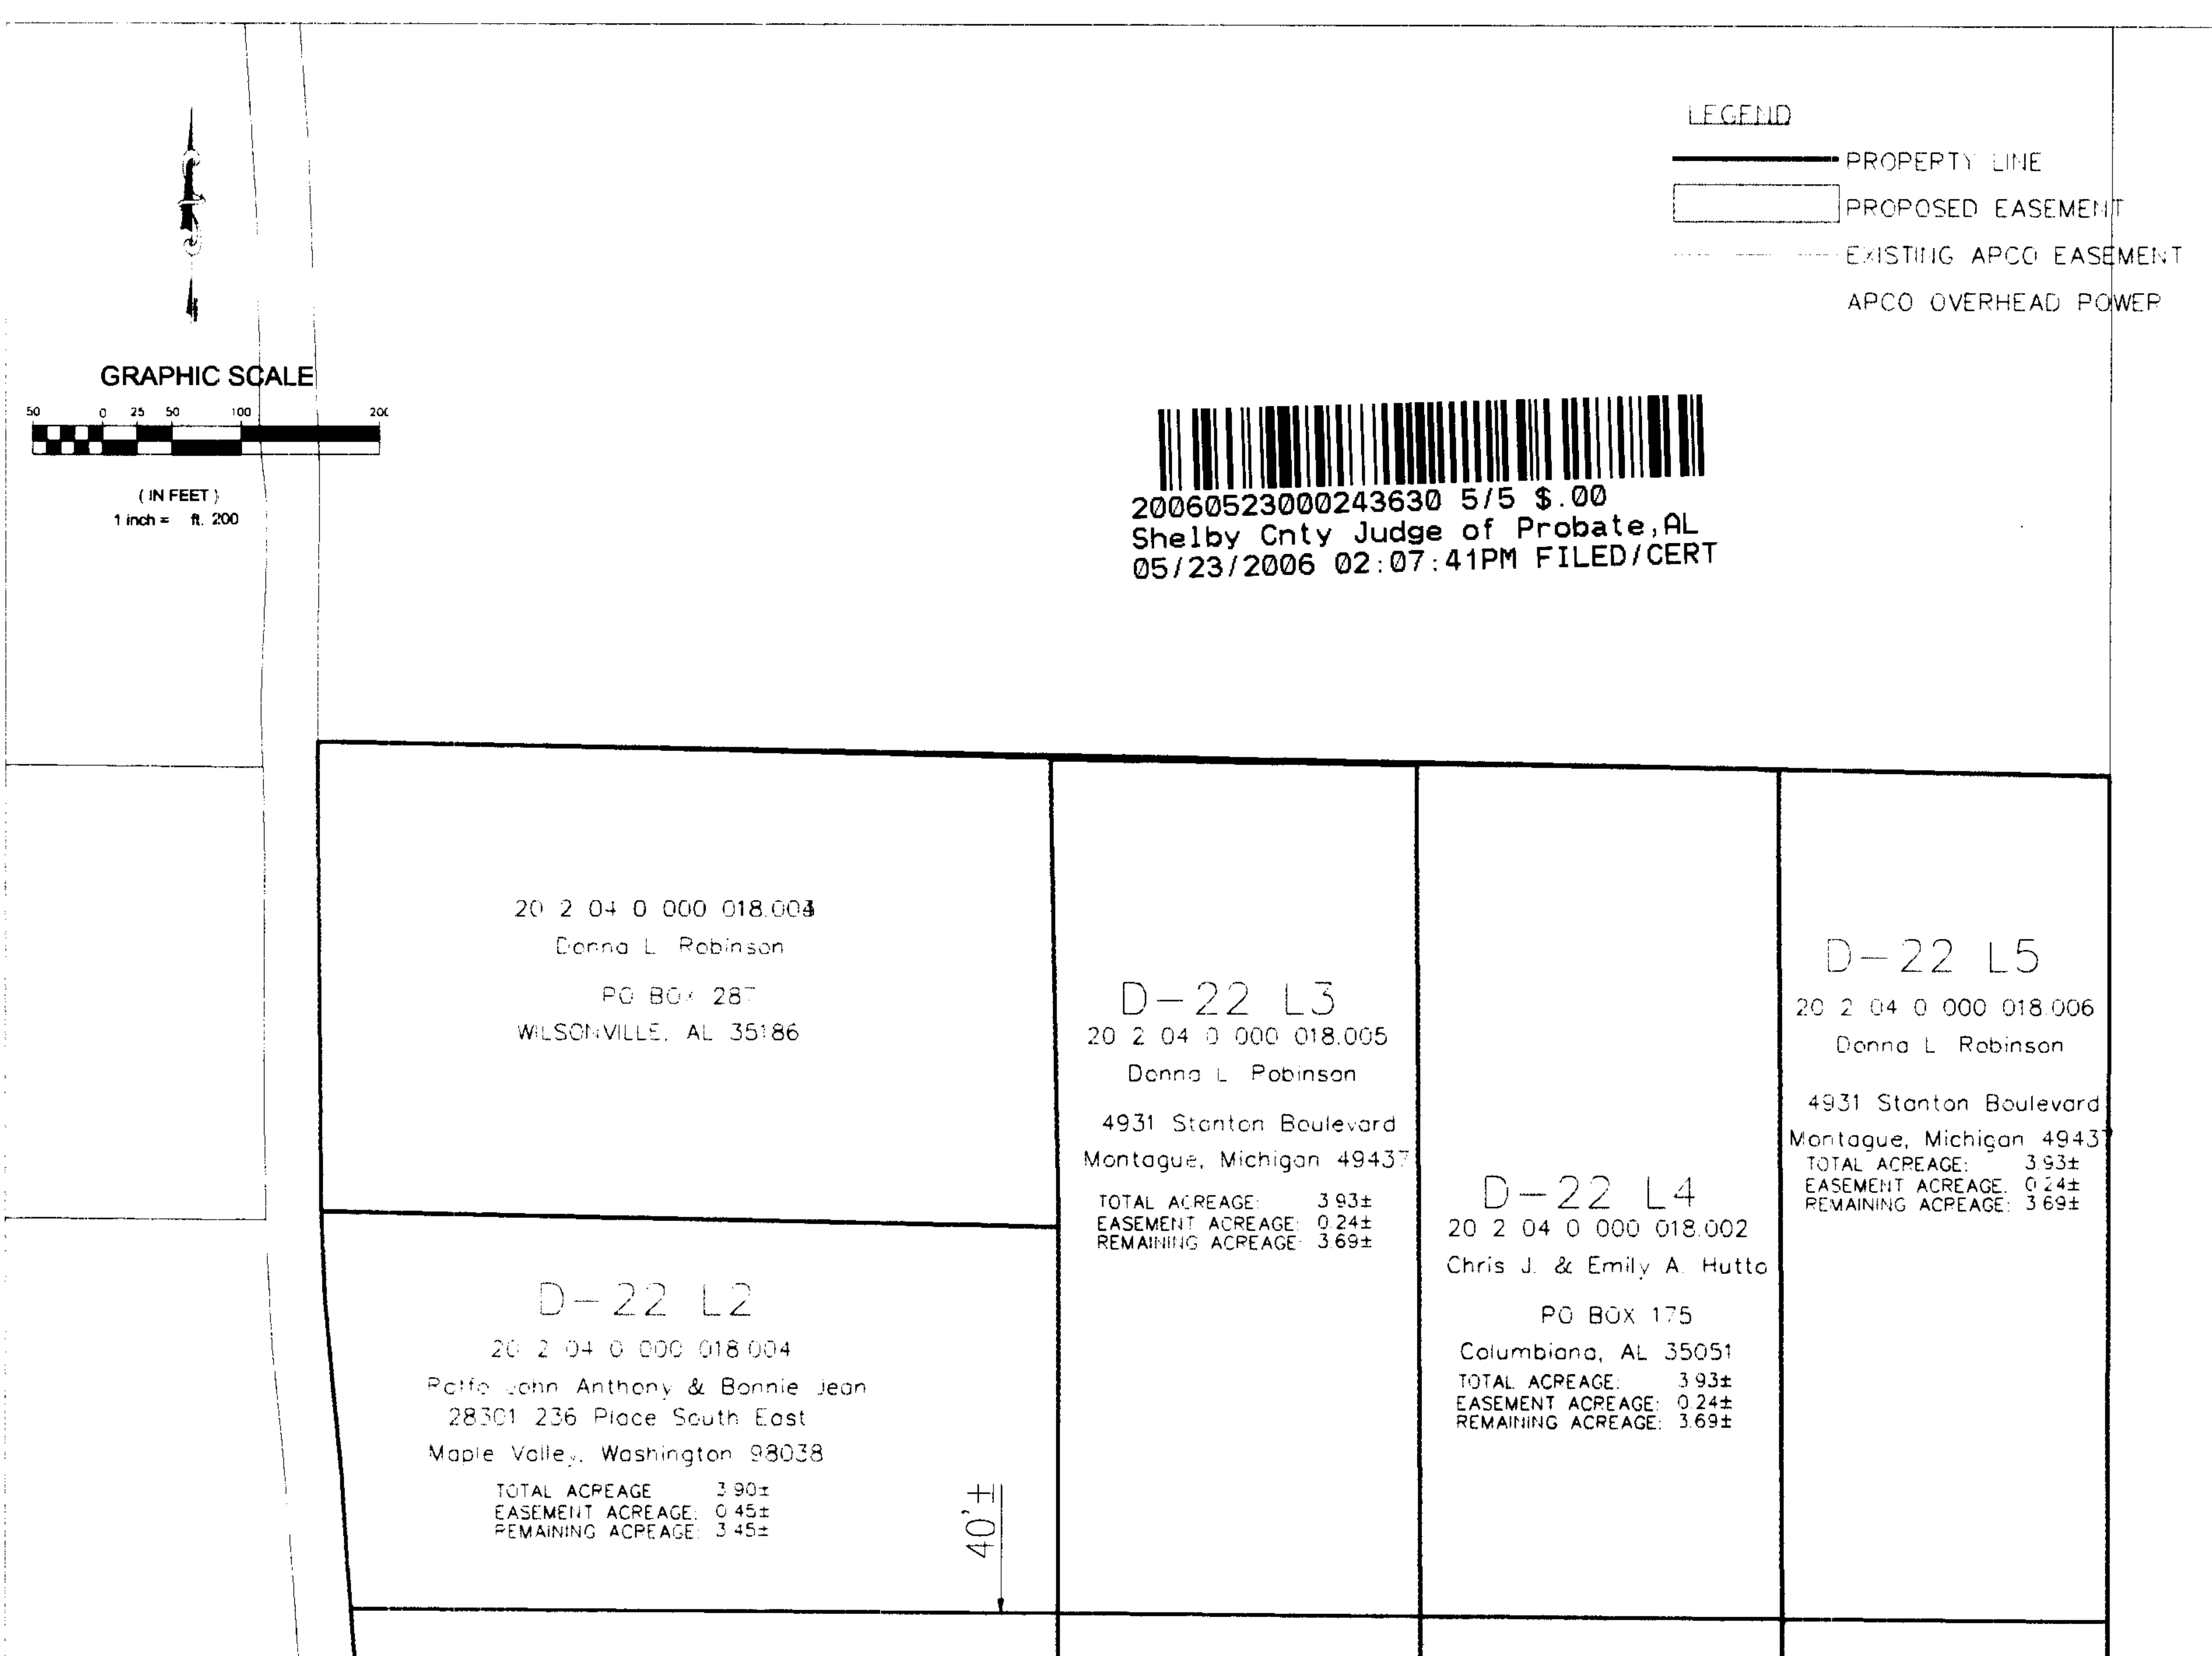 LEGEND
PROPERTY LINE
PROPOSED EASEMENT
EXISTING APCO EASEMENT
APCO OVERHEAD POWER
GRAPHIC SCALE
50 0 25 50 100 200
( IN FEET )
1 inch = ft. 200
20060523000243630 5/5 $.00
Shelby Cnty Judge of Probate,AL
05/23/2006 02:07:41PM FILED/CERT
20 2 04 0 000
Donna L Robinson
PO BOX 287
WILSONVILLE, AL 35186
D-22 L2
20 2 04 0 000 018.004
John Anthony & Bonnie Jean
28301 236 Place South East
Maple Valley, Washington 98038
TOTAL ACREAGE 3.90±
EASEMENT ACREAGE: 0.45±
REMAINING ACREAGE: 3.45±
40'±
D-22 L3
20 2 04 0 000 018.005
Donna L Robinson
4931 Stanton Boulevard
Montague, Michigan 49437
TOTAL ACREAGE: 3.93±
EASEMENT ACREAGE: 0.24±
REMAINING ACREAGE: 3.69±
D-22 L4
20 2 04 0 000 018.002
Chris J. & Emily A. Hutto
PO BOX 175
Columbiana, AL 35051
TOTAL ACREAGE: 3.93±
EASEMENT ACREAGE: 0.24±
REMAINING ACREAGE: 3.69±
D-22 L5
20 2 04 0 000 018.006
Donna L Robinson
4931 Stanton Boulevard
Montague, Michigan 49437
TOTAL ACREAGE: 3.93±
EASEMENT ACREAGE: 0.24±
REMAINING ACREAGE: 3.69±